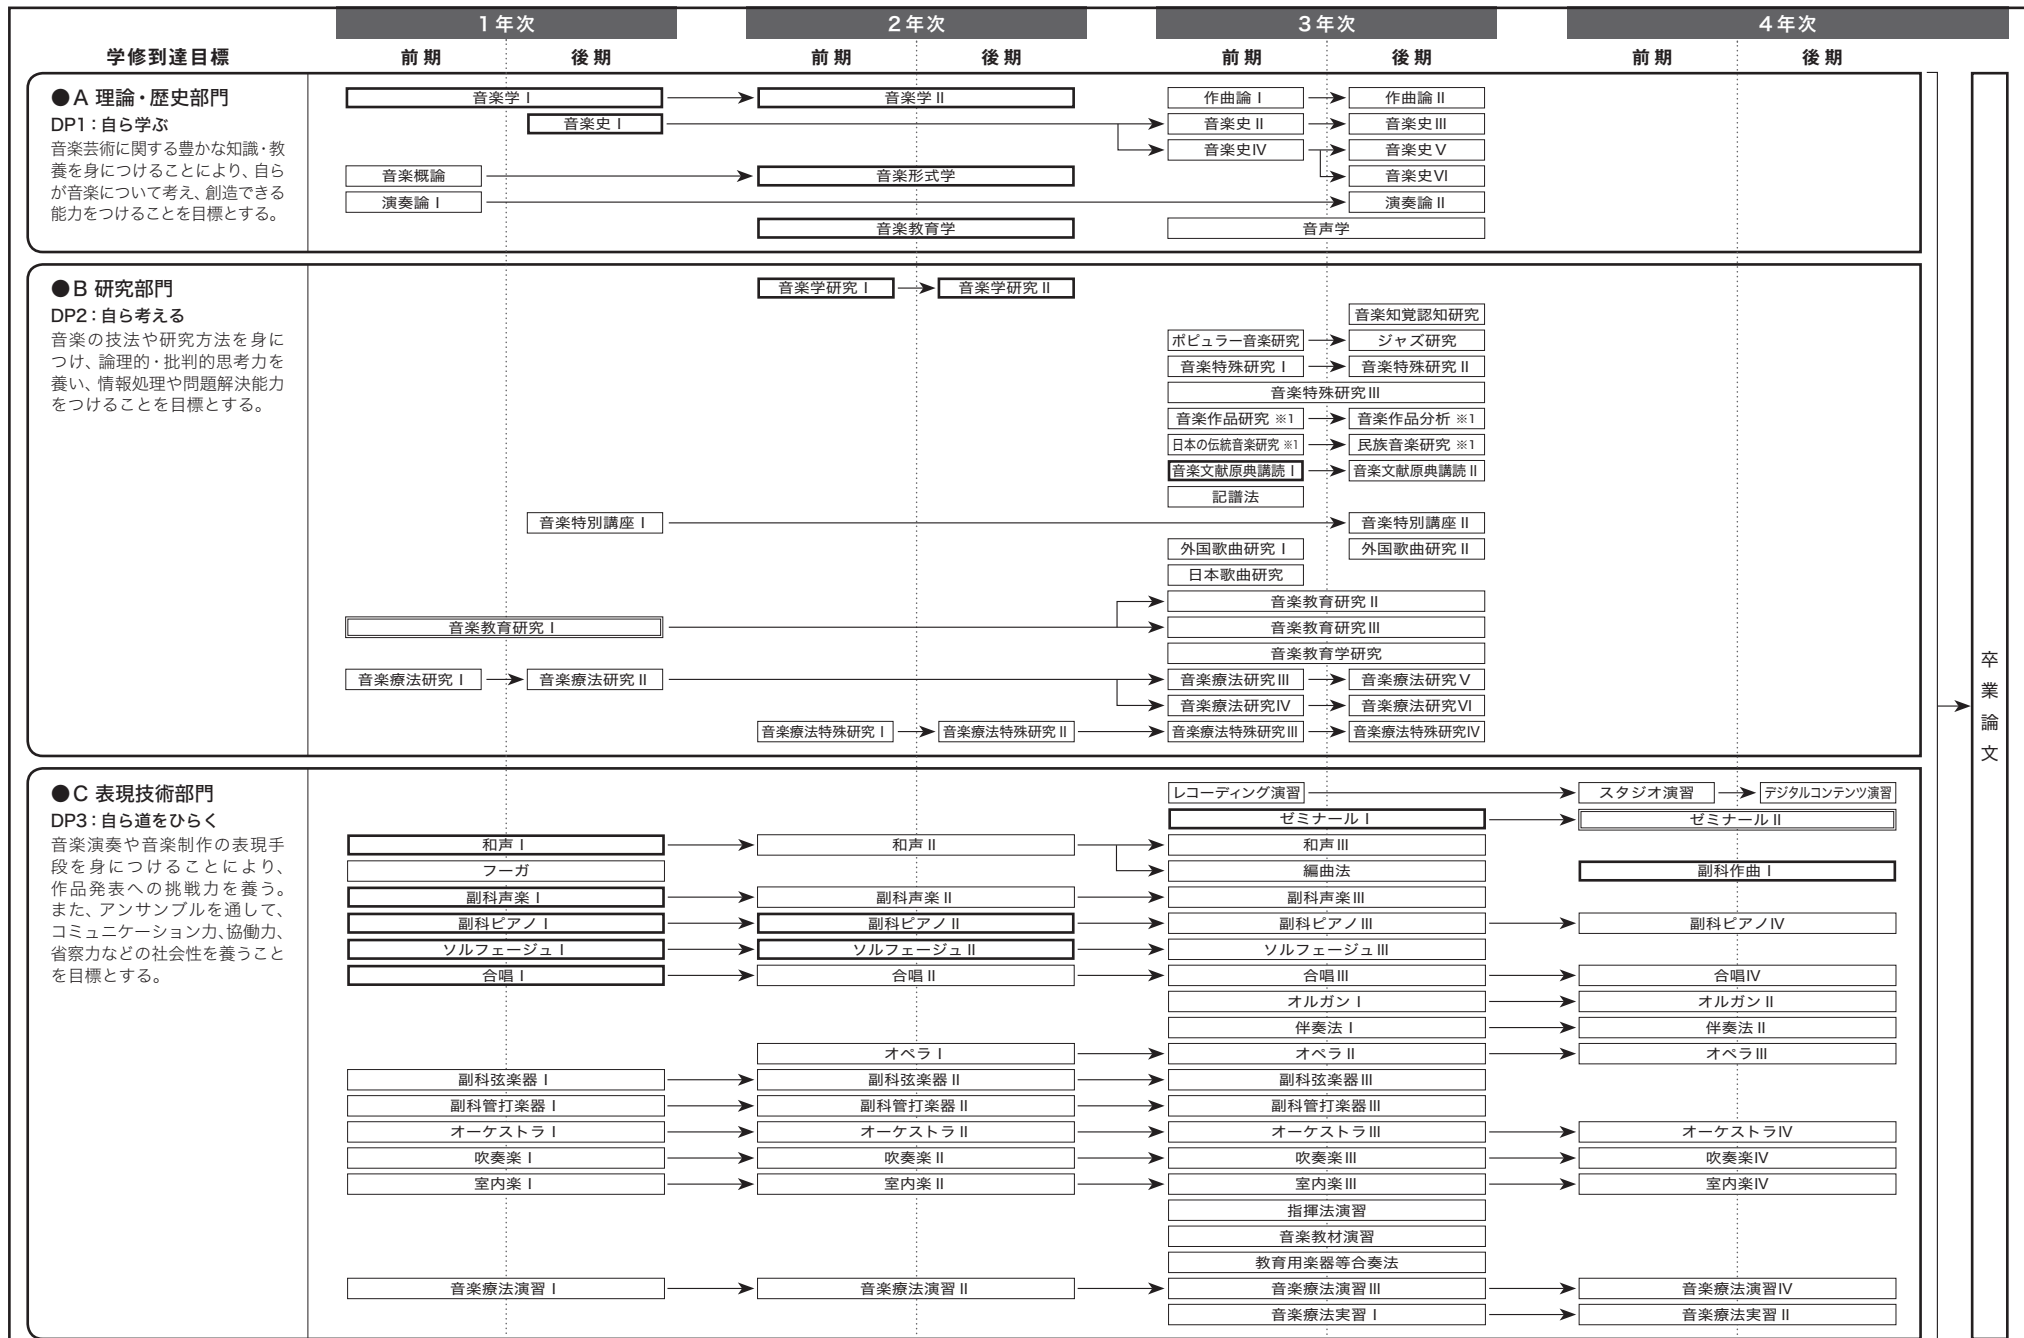 1年次 2年次 3年次 4年次
学修到達目標 前期 後期 前期 後期 前期 後期 前期 後期
●A 理論・歴史部門
DP1：自ら学ぶ
音楽芸術に関する豊かな知識・教
養を身につけることにより、自ら
が音楽について考え、創造できる
能力をつけることを目標とする。
音楽学Ⅰ 音楽学Ⅱ 作曲論Ⅰ 作曲論Ⅱ
音楽史Ⅰ 音楽史Ⅱ 音楽史Ⅲ
音楽史Ⅳ 音楽史Ⅴ
音楽概論 音楽形式学 音楽史Ⅵ
演奏論Ⅰ 演奏論Ⅱ
音楽教育学 音声学
●B 研究部門
DP2：自ら考える
音楽の技法や研究方法を身に
つけ、論理的・批判的思考力を
養い、情報処理や問題解決能力
をつけることを目標とする。
音楽学研究Ⅰ 音楽学研究Ⅱ
音楽知覚認知研究
ポピュラー音楽研究 ジャズ研究
音楽特殊研究Ⅰ 音楽特殊研究Ⅱ
音楽特殊研究Ⅲ
音楽作品研究 ※1 音楽作品分析 ※1
日本の伝統音楽研究 ※1 民族音楽研究 ※1
音楽文献原典講読Ⅰ 音楽文献原典講読Ⅱ
記譜法
音楽特別講座Ⅰ 音楽特別講座Ⅱ
外国歌曲研究Ⅰ 外国歌曲研究Ⅱ
日本歌曲研究
音楽教育研究Ⅱ
音楽教育研究Ⅰ 音楽教育研究Ⅲ
音楽教育学研究
音楽療法研究Ⅰ 音楽療法研究Ⅱ 音楽療法研究Ⅲ 音楽療法研究Ⅴ
音楽療法研究Ⅳ 音楽療法研究Ⅵ
音楽療法特殊研究Ⅰ 音楽療法特殊研究Ⅱ 音楽療法特殊研究Ⅲ 音楽療法特殊研究Ⅳ
●C 表現技術部門
DP3：自ら道をひらく
音楽演奏や音楽制作の表現手
段を身につけることにより、
作品発表への挑戦力を養う。
また、アンサンブルを通して、
コミュニケーション力、協働力、
省察力などの社会性を養うこと
を目標とする。
レコーディング演習 スタジオ演習 デジタルコンテンツ演習
ゼミナールⅠ ゼミナールⅡ
和声Ⅰ 和声Ⅱ 和声Ⅲ
フーガ 編曲法 副科作曲Ⅰ
副科声楽Ⅰ 副科声楽Ⅱ 副科声楽Ⅲ
副科ピアノⅠ 副科ピアノⅡ 副科ピアノⅢ 副科ピアノⅣ
ソルフェージュⅠ ソルフェージュⅡ ソルフェージュⅢ
合唱Ⅰ 合唱Ⅱ 合唱Ⅲ 合唱Ⅳ
オルガンⅠ オルガンⅡ
伴奏法Ⅰ 伴奏法Ⅱ
オペラⅠ オペラⅡ オペラⅢ
副科弦楽器Ⅰ 副科弦楽器Ⅱ 副科弦楽器Ⅲ
副科管打楽器Ⅰ 副科管打楽器Ⅱ 副科管打楽器Ⅲ
オーケストラⅠ オーケストラⅡ オーケストラⅢ オーケストラⅣ
吹奏楽Ⅰ 吹奏楽Ⅱ 吹奏楽Ⅲ 吹奏楽Ⅳ
室内楽Ⅰ 室内楽Ⅱ 室内楽Ⅲ 室内楽Ⅳ
指揮法演習
音楽教材演習
教育用楽器等合奏法
音楽療法演習Ⅰ 音楽療法演習Ⅱ 音楽療法演習Ⅲ 音楽療法演習Ⅳ
音楽療法実習Ⅰ 音楽療法実習Ⅱ
卒業論文